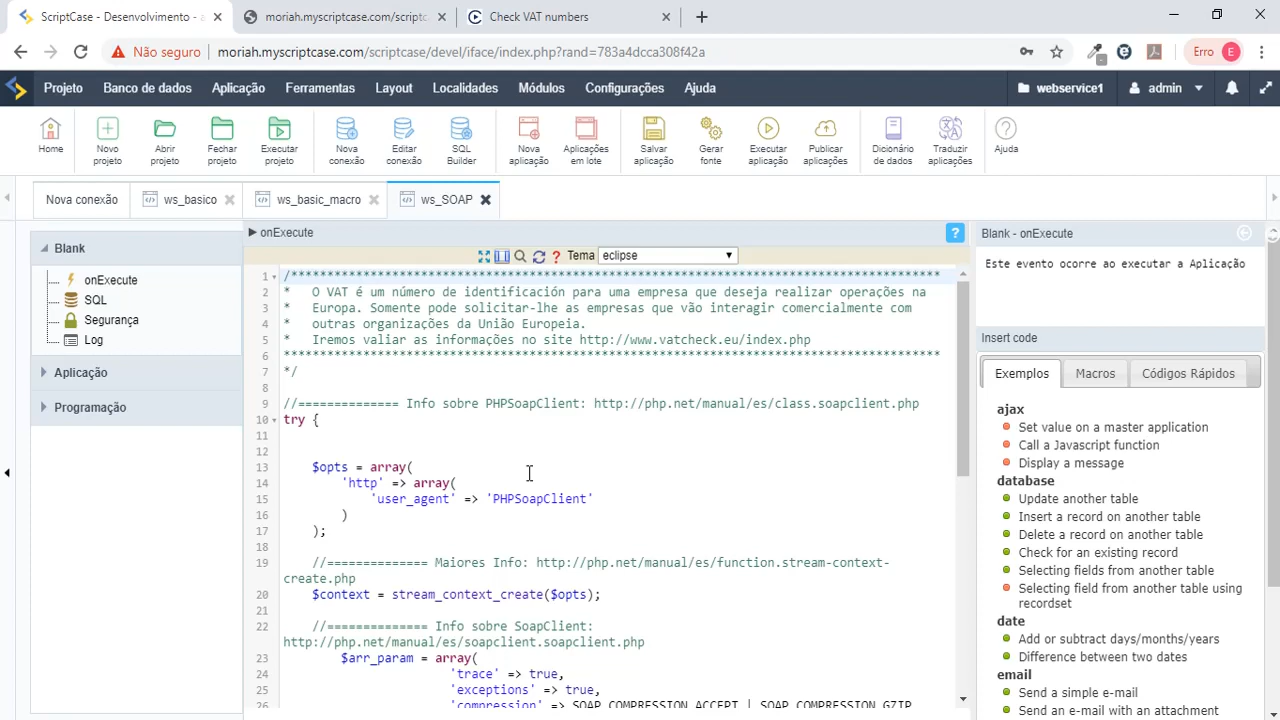 ScriptCase - Desenvolvimento - a
moriah.myscriptcase.com/scriptc
Check VAT numbers
Não seguro
moriah.myscriptcase.com/scriptcase/devel/iface/index.php?rand=783a4dcca308f42a
Erro E
Projeto Banco de dados Aplicação Ferramentas Layout Localidades Módulos Configurações Ajuda webservice1 admin
Home
Novo projeto
Abrir projeto
Fechar projeto
Executar projeto
Nova conexão
Editar conexão
SQL Builder
Nova aplicação
Aplicações em lote
Salvar aplicação
Gerar fonte
Executar aplicação
Publicar aplicações
Dicionário de dados
Traduzir aplicações
Ajuda
Nova conexão ws_basico ws_basic_macro ws_SOAP
Blank
onExecute
SQL
Segurança
Log
Aplicação
Programação
onExecute
?
? Tema eclipse
1 /*******************************************************************************************
2 * O VAT é um número de identificación para uma empresa que deseja realizar operações na
3 * Europa. Somente pode solicitar-lhe as empresas que vão interagir comercialmente com
4 * outras organizações da União Europeia.
5 * Iremos valiar as informações no site http://www.vatcheck.eu/index.php
6 *******************************************************************************************
7 */
8
9 //============== Info sobre PHPSoapClient: http://php.net/manual/es/class.soapclient.php
10 try {
11
12
13 $opts = array(
14 'http' => array(
15 'user_agent' => 'PHPSoapClient'
16 )
17 );
18
19 //============== Maiores Info: http://php.net/manual/es/function.stream-context-
create.php
20 $context = stream_context_create($opts);
21
22 //============== Info sobre SoapClient:
http://php.net/manual/es/soapclient.soapclient.php
23 $arr_param = array(
24 'trace' => true,
25 'exceptions' => true,
26 'compression' => SOAP_COMPRESSION_ACCEPT | SOAP_COMPRESSION_GZIP
Blank - onExecute
Este evento ocorre ao executar a Aplicação
Insert code
Exemplos Macros Códigos Rápidos
ajax
Set value on a master application
Call a Javascript function
Display a message
database
Update another table
Insert a record on another table
Delete a record on another table
Check for an existing record
Selecting fields from another table
Selecting field from another table using
recordset
date
Add or subtract days/months/years
Difference between two dates
email
Send a simple e-mail
Send an e-mail with an attachment